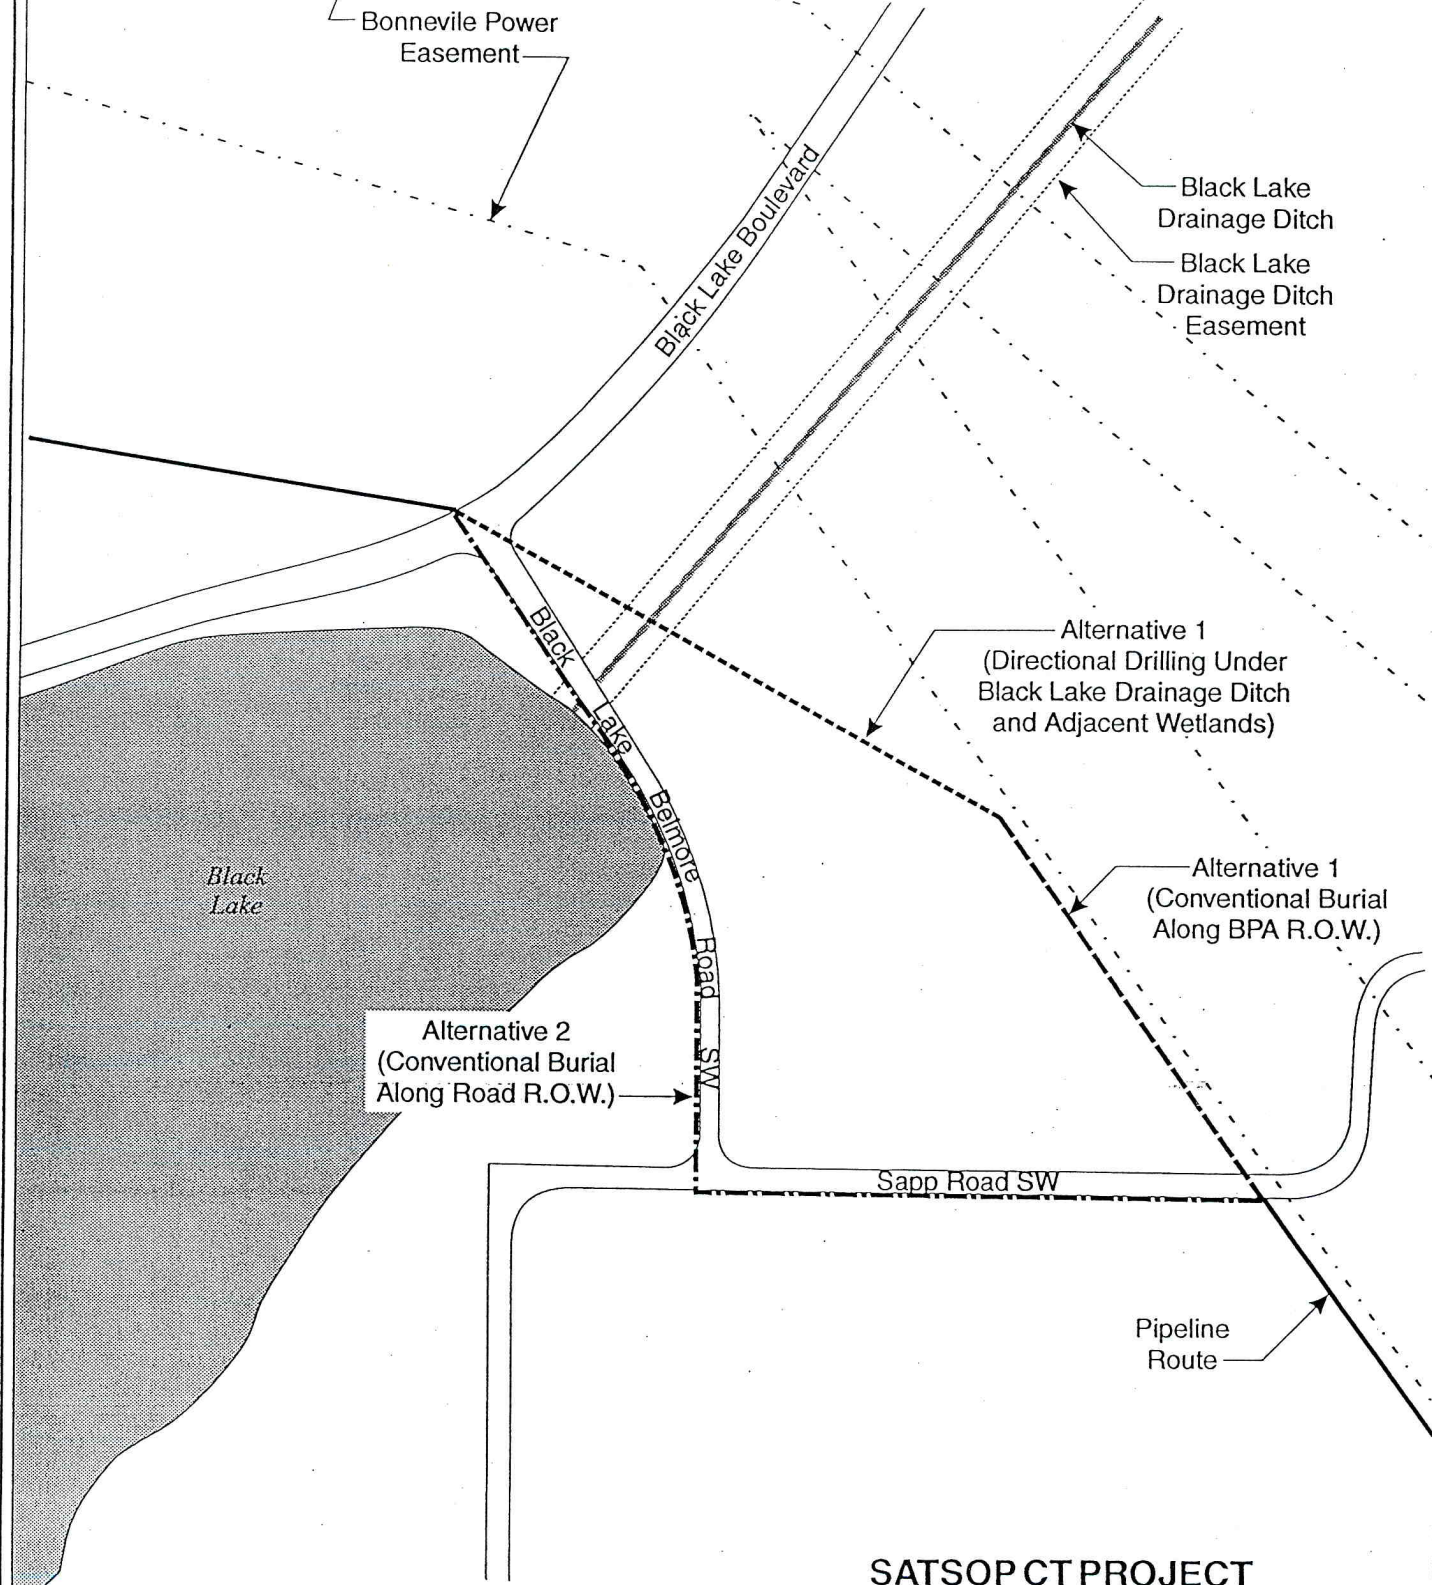 Bonnevile Power
Easement
Black Lake Boulevard
Black Lake
Drainage Ditch
Black Lake
Drainage Ditch
Easement
Black Lake Belmore Road SW
Alternative 1
(Directional Drilling Under
Black Lake Drainage Ditch
and Adjacent Wetlands)
Black
Lake
Alternative 1
(Conventional Burial
Along BPA R.O.W.)
Alternative 2
(Conventional Burial
Along Road R.O.W.)
Sapp Road SW
Pipeline
Route
SATSOP CT PROJECT